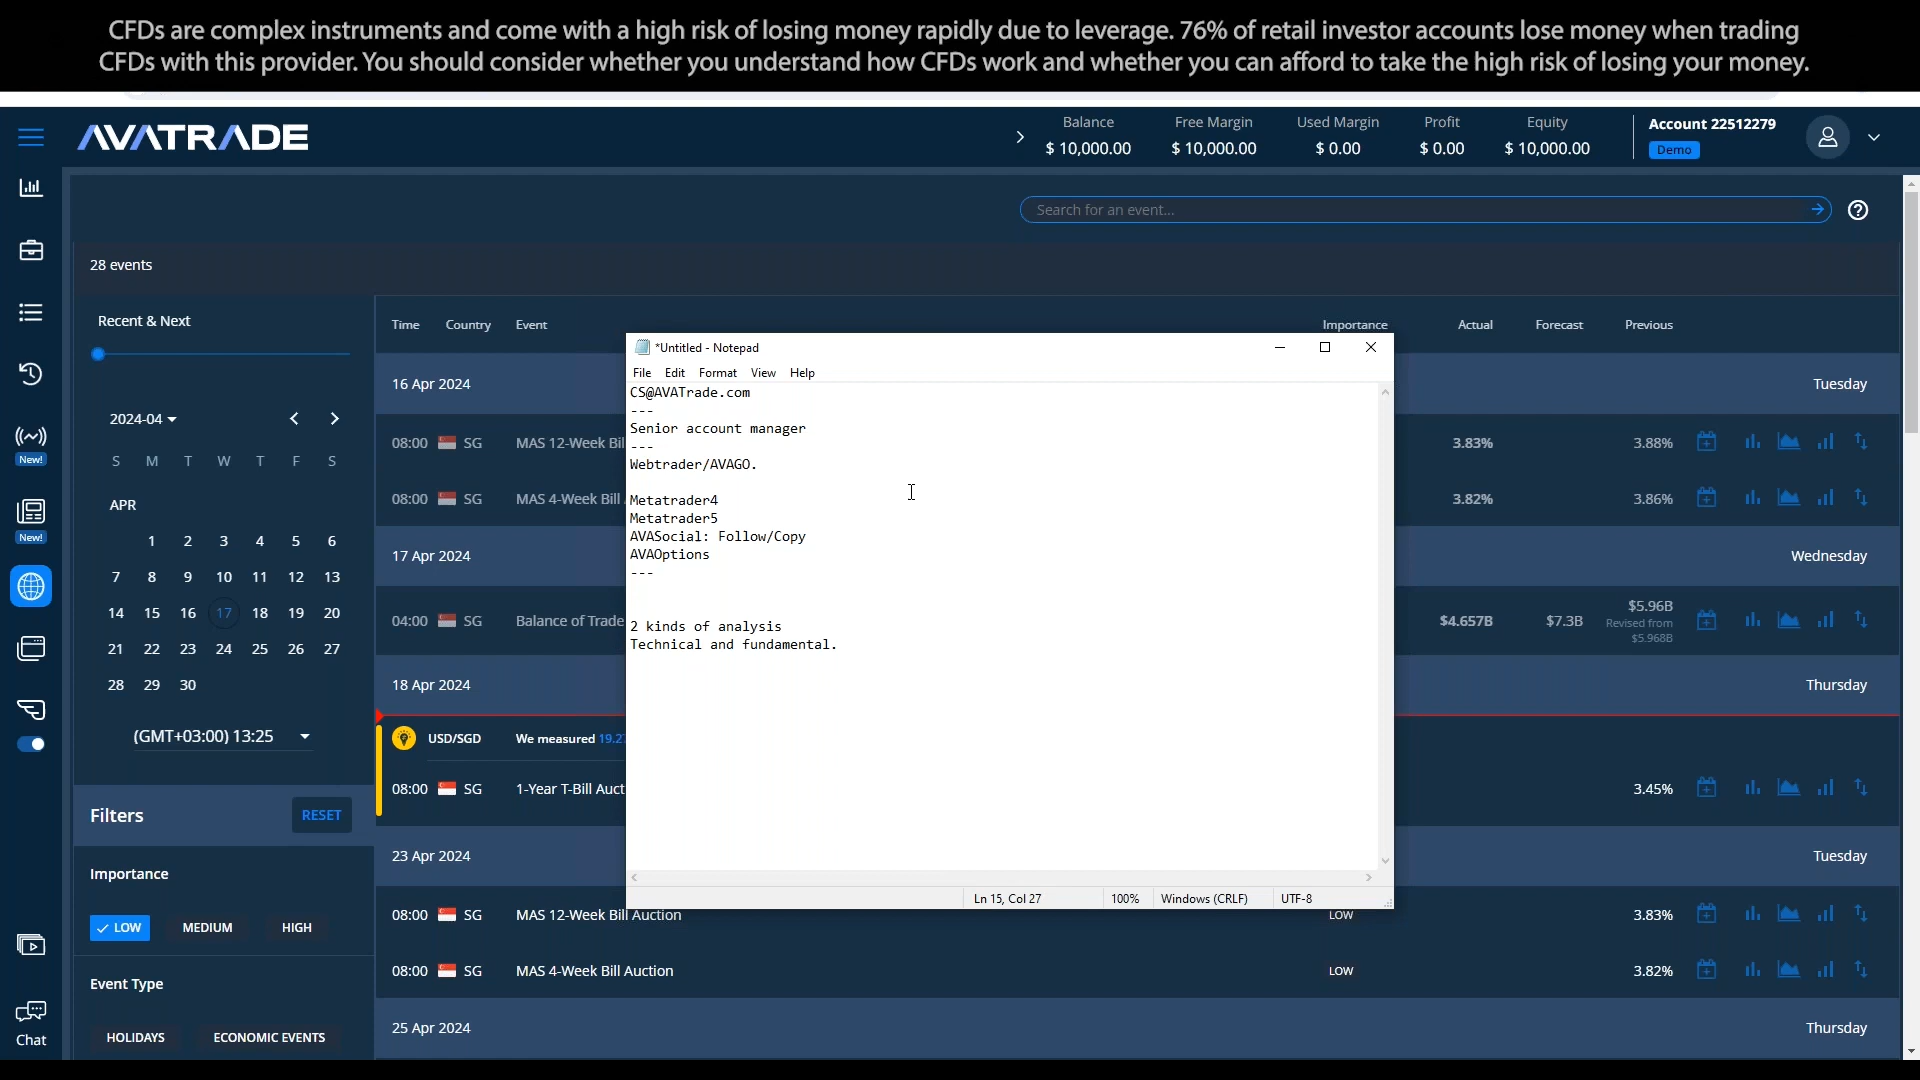 CFDs are complex instruments and come with a high risk of losing money rapidly due to leverage. 76% of retail investor accounts lose money when trading
CFDs with this provider. You should consider whether you understand how CFDs work and whether you can afford to take the high risk of losing your money.
AVATRADE
Balance Free Margin Used Margin Profit Equity
$ 10,000.00 $ 10,000.00 $ 0.00 $ 0.00 $ 10,000.00
Account 22512279
Demo
Search for an event...
28 events
Recent & Next
2024-04
S M T W T F S
APR
1 2 3 4 5 6
7 8 9 10 11 12 13
14 15 16 17 18 19 20
21 22 23 24 25 26 27
28 29 30
(GMT+03:00) 13:25
Filters RESET
Importance
LOW MEDIUM HIGH
Event Type
HOLIDAYS ECONOMIC EVENTS
New!
New!
Chat
Time Country Event Importance Actual Forecast Previous
16 Apr 2024 Tuesday
08:00 SG MAS 12-Week Bil 3.83% 3.88%
08:00 SG MAS 4-Week Bill 3.82% 3.86%
17 Apr 2024 Wednesday
04:00 SG Balance of Trade $4.657B $7.3B $5.96B
Revised from
$5.968B
18 Apr 2024 Thursday
USD/SGD We measured 19.2
08:00 SG 1-Year T-Bill Auct 3.45%
23 Apr 2024 Tuesday
08:00 SG MAS 12-Week Bill Auction LOW 3.83%
08:00 SG MAS 4-Week Bill Auction LOW 3.82%
25 Apr 2024 Thursday
*Untitled - Notepad
File Edit Format View Help
CS@AVATrade.com
---
Senior account manager
---
Webtrader/AVAGO.
Metatrader4
Metatrader5
AVASocial: Follow/Copy
AVAOptions
---
2 kinds of analysis
Technical and fundamental.
Ln 15, Col 27 100% Windows (CRLF) UTF-8